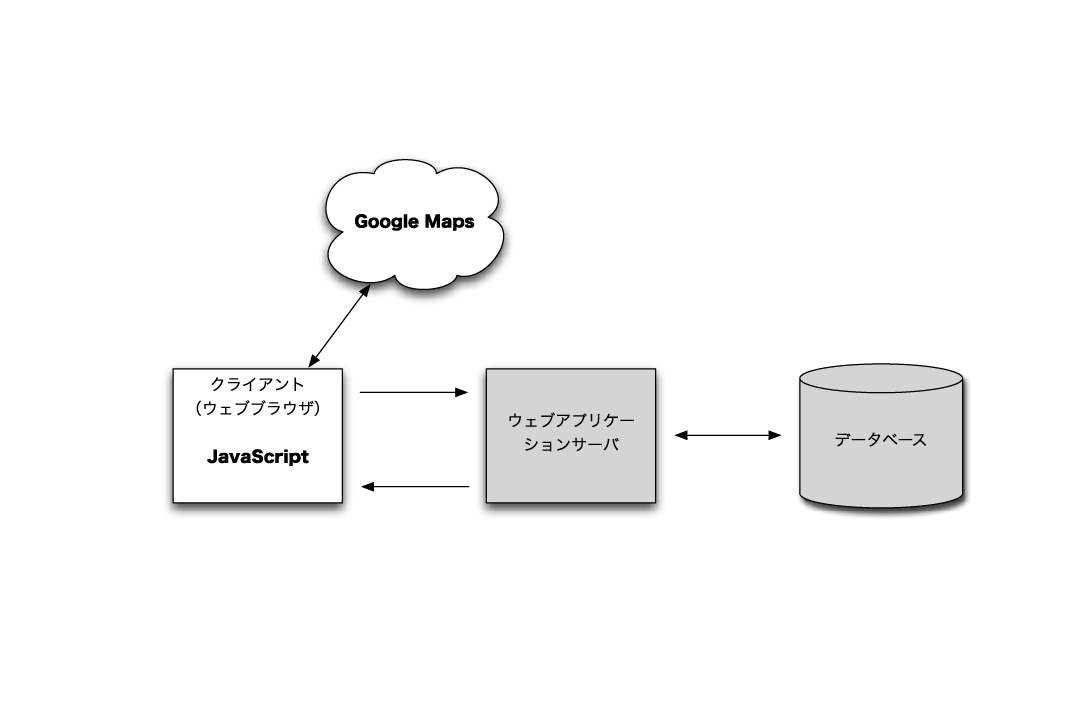 Google Maps
クライアント
（ウェブブラウザ）
JavaScript
ウェブアプリケー
ションサーバ
データベース